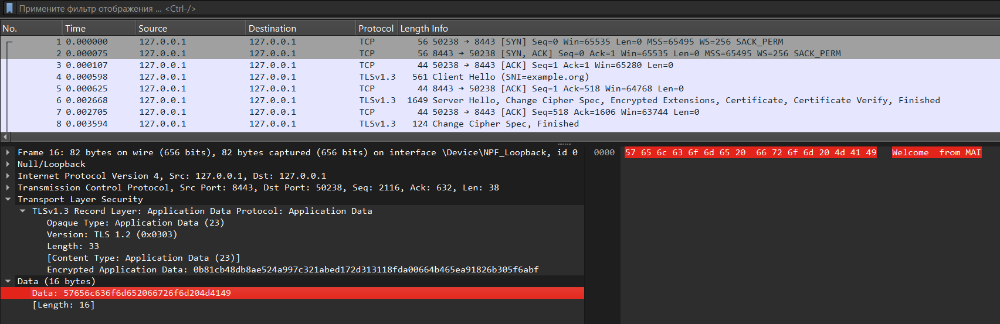 Примените фильтр отображения ... <Ctrl-/>
No. Time Source Destination Protocol Length Info
1 0.000000 127.0.0.1 127.0.0.1 TCP 56 50238 → 8443 [SYN] Seq=0 Win=65535 Len=0 MSS=65495 WS=256 SACK_PERM
2 0.000075 127.0.0.1 127.0.0.1 TCP 56 8443 → 50238 [SYN, ACK] Seq=0 Ack=1 Win=65535 Len=0 MSS=65495 WS=256 SACK_PERM
3 0.000107 127.0.0.1 127.0.0.1 TCP 44 50238 → 8443 [ACK] Seq=1 Ack=1 Win=65280 Len=0
4 0.000598 127.0.0.1 127.0.0.1 TLSv1.3 561 Client Hello (SNI=example.org)
5 0.000625 127.0.0.1 127.0.0.1 TCP 44 8443 → 50238 [ACK] Seq=1 Ack=518 Win=64768 Len=0
6 0.002668 127.0.0.1 127.0.0.1 TLSv1.3 1649 Server Hello, Change Cipher Spec, Encrypted Extensions, Certificate, Certificate Verify, Finished
7 0.002705 127.0.0.1 127.0.0.1 TCP 44 50238 → 8443 [ACK] Seq=518 Ack=1606 Win=63744 Len=0
8 0.003594 127.0.0.1 127.0.0.1 TLSv1.3 124 Change Cipher Spec, Finished
Frame 16: 82 bytes on wire (656 bits), 82 bytes captured (656 bits) on interface \Device\NPF_Loopback, id 0
Null/Loopback
Internet Protocol Version 4, Src: 127.0.0.1, Dst: 127.0.0.1
Transmission Control Protocol, Src Port: 8443, Dst Port: 50238, Seq: 2116, Ack: 632, Len: 38
Transport Layer Security
TLSv1.3 Record Layer: Application Data Protocol: Application Data
Opaque Type: Application Data (23)
Version: TLS 1.2 (0x0303)
Length: 33
[Content Type: Application Data (23)]
Encrypted Application Data: 0b81cb48db8ae524a997c321abed172d313118fda00664b465ea91826b305f6abf
Data (16 bytes)
Data: 57656c636f6d652066726f6d204d4149
[Length: 16]
0000 57 65 6c 63 6f 6d 65 20 66 72 6f 6d 20 4d 41 49 Welcome from MAI